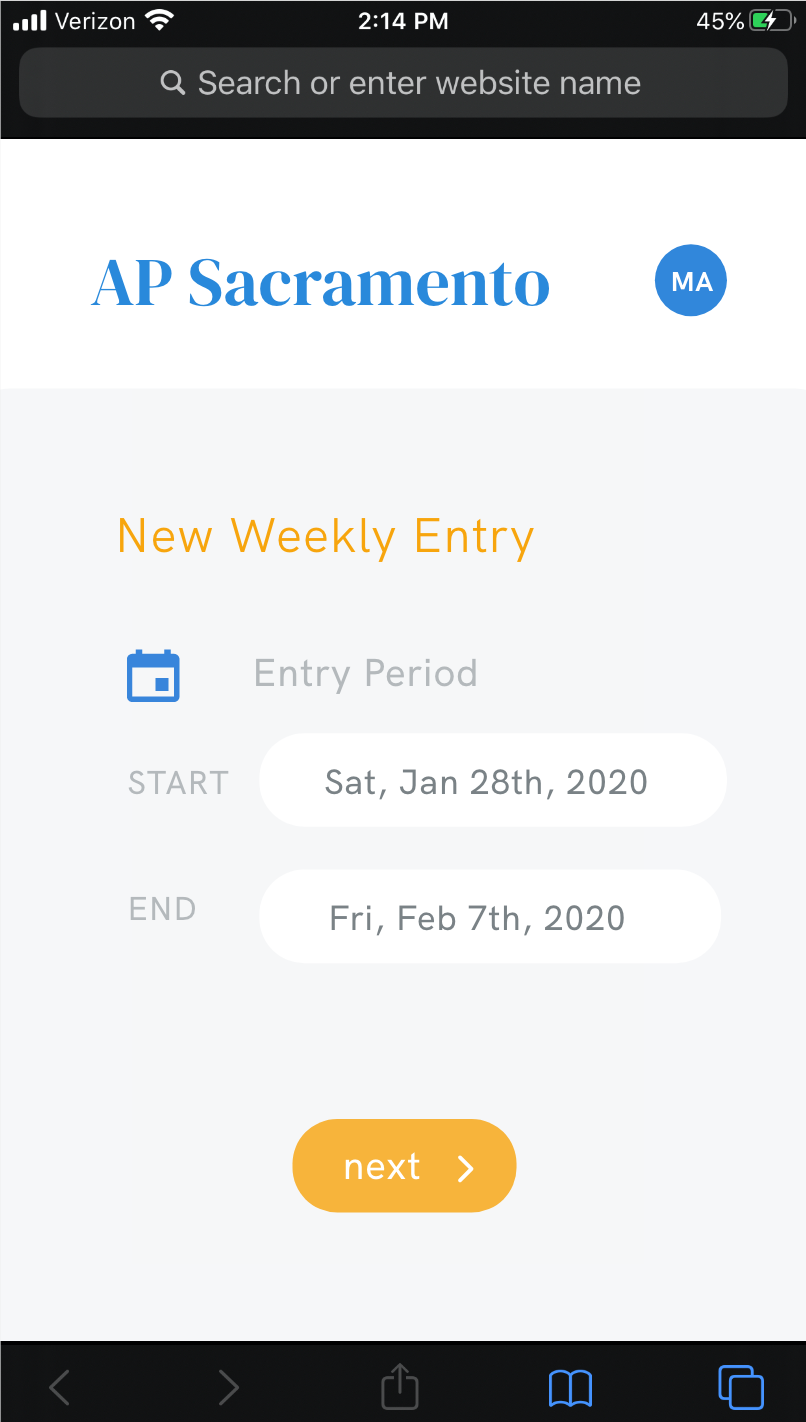 Verizon 2:14 PM 45%
Search or enter website name
AP Sacramento MA
New Weekly Entry
Entry Period
START Sat, Jan 28th, 2020
END Fri, Feb 7th, 2020
next